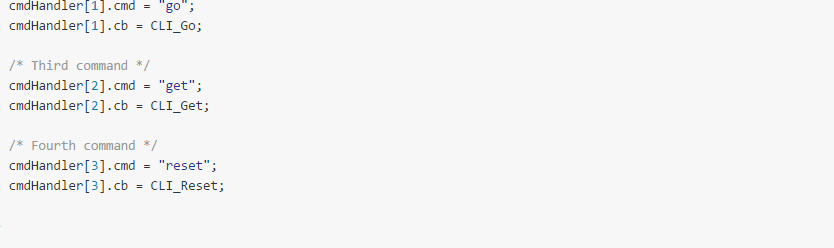 cmdHandler[1].cmd = "go";
cmdHandler[1].cb = CLI_Go;
/* Third command */
cmdHandler[2].cmd = "get";
cmdHandler[2].cb = CLI_Get;
/* Fourth command */
cmdHandler[3].cmd = "reset";
cmdHandler[3].cb = CLI_Reset;